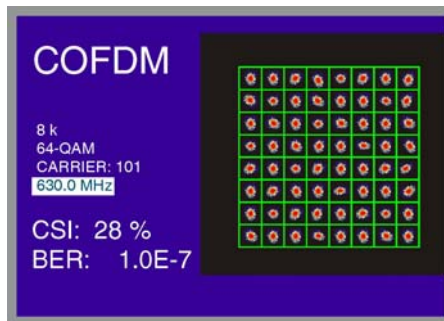 COFDM
8 k
64-QAM
CARRIER: 101
630.0 MHz
CSI: 28 %
BER: 1.0E-7